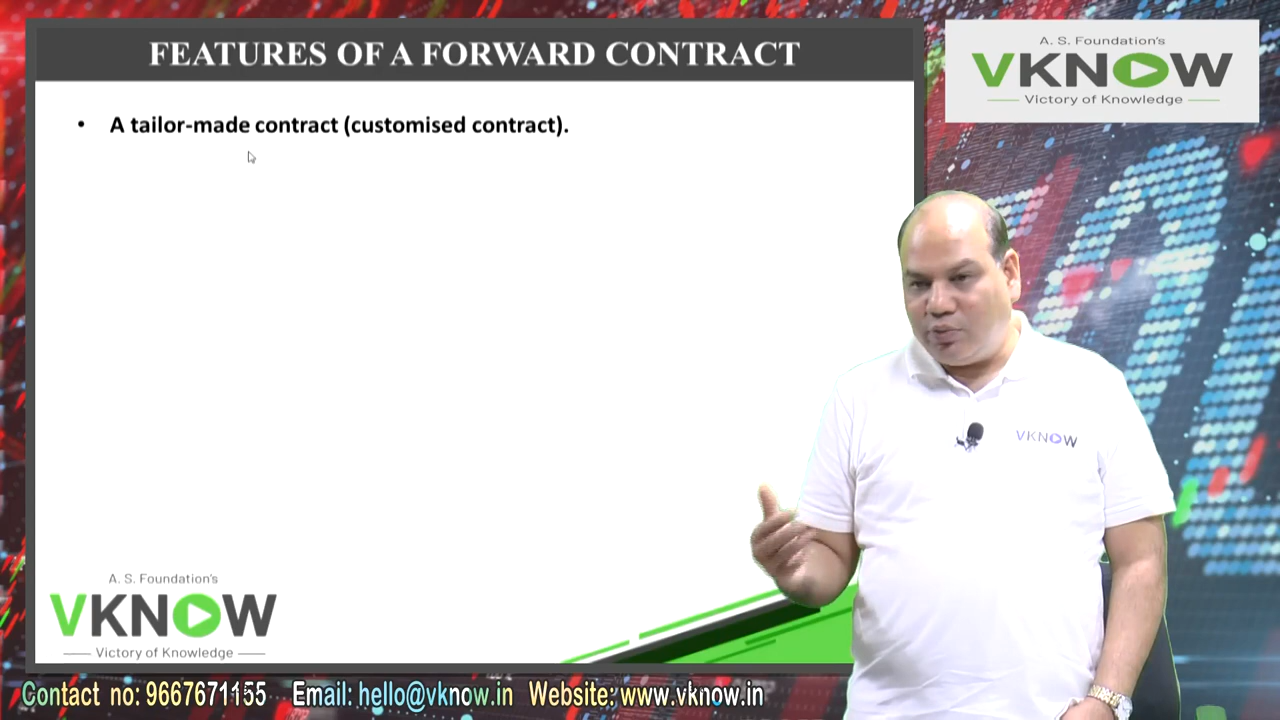 FEATURES OF A FORWARD CONTRACT
• A tailor-made contract (customised contract).
A. S. Foundation's
VKNOW
Victory of Knowledge
VKNOW
A. S. Foundation's
VKNOW
Victory of Knowledge
Contact no: 9667671155 Email: hello@vknow.in Website: www.vknow.in